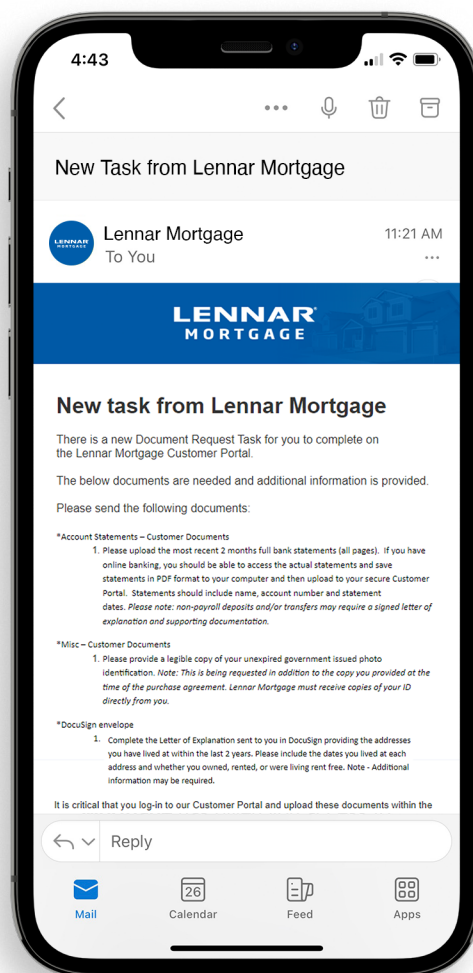 4:43
New Task from Lennar Mortgage
LENNAR
MORTGAGE
Lennar Mortgage
11:21 AM
To You
LENNAR
MORTGAGE
New task from Lennar Mortgage
There is a new Document Request Task for you to complete on
the Lennar Mortgage Customer Portal.
The below documents are needed and additional information is provided.
Please send the following documents:
*Account Statements – Customer Documents
1. Please upload the most recent 2 months full bank statements (all pages). If you have
online banking, you should be able to access the actual statements and save
statements in PDF format to your computer and then upload to your secure Customer
Portal. Statements should include name, account number and statement
dates. Please note: non-payroll deposits and/or transfers may require a signed letter of
explanation and supporting documentation.
*Misc – Customer Documents
1. Please provide a legible copy of your unexpired government issued photo
identification. Note: This is being requested in addition to the copy you provided at the
time of the purchase agreement. Lennar Mortgage must receive copies of your ID
directly from you.
*DocuSign envelope
1. Complete the Letter of Explanation sent to you in DocuSign providing the addresses
you have lived at within the last 2 years. Please include the dates you lived at each
address and whether you owned, rented, or were living rent free. Note - Additional
information may be required.
It is critical that you log-in to our Customer Portal and upload these documents within the
Reply
26
Mail
Calendar
Feed
Apps